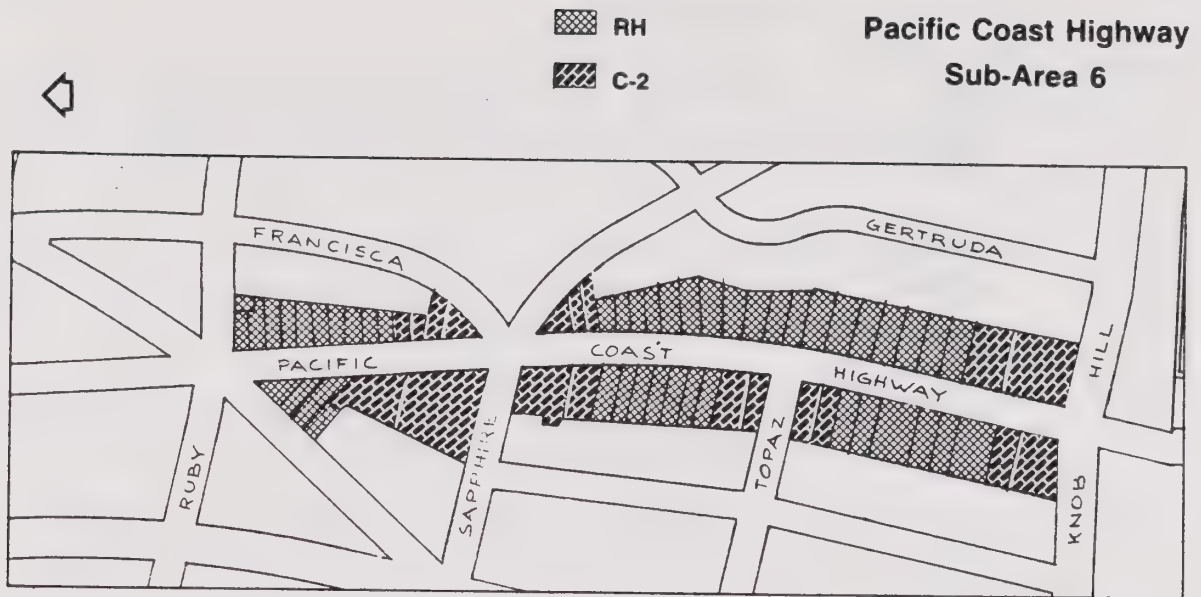 RH
C-2
Pacific Coast Highway
Sub-Area 6
FRANCISCA
GERTRUDA
PACIFIC COAST HIGHWAY
HILL
RUBY
SAPPHIRE
TOPAZ
KNOB